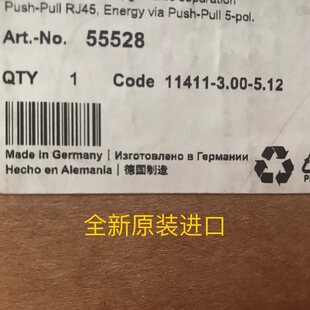 Push-Pull RJ45, Energy via Push-Pull 5-pol.
Art.-No. 55528
QTY 1 Code 11411-3.00-5.12
Made in Germany | Изготовлено в Германии
Hecho en Alemania | 德国制造
全新原装进口